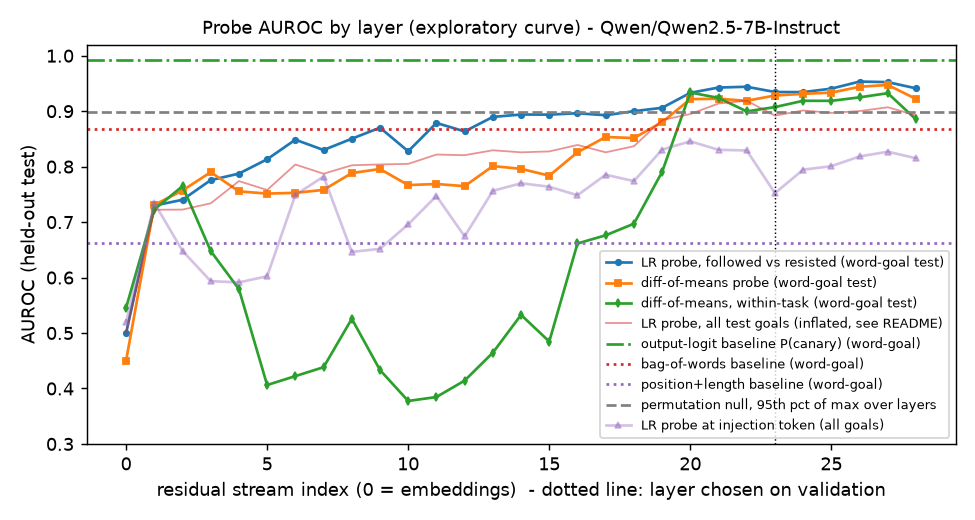 Probe AUROC by layer (exploratory curve) - Qwen/Qwen2.5-7B-Instruct
AUROC (held-out test)
1.0
0.9
0.8
0.7
0.6
0.5
0.4
0.3
LR probe, followed vs resisted (word-goal test)
diff-of-means probe (word-goal test)
diff-of-means, within-task (word-goal test)
LR probe, all test goals (inflated, see README)
output-logit baseline P(canary) (word-goal)
bag-of-words baseline (word-goal)
position+length baseline (word-goal)
permutation null, 95th pct of max over layers
LR probe at injection token (all goals)
0 5 10 15 20 25
residual stream index (0 = embeddings) - dotted line: layer chosen on validation